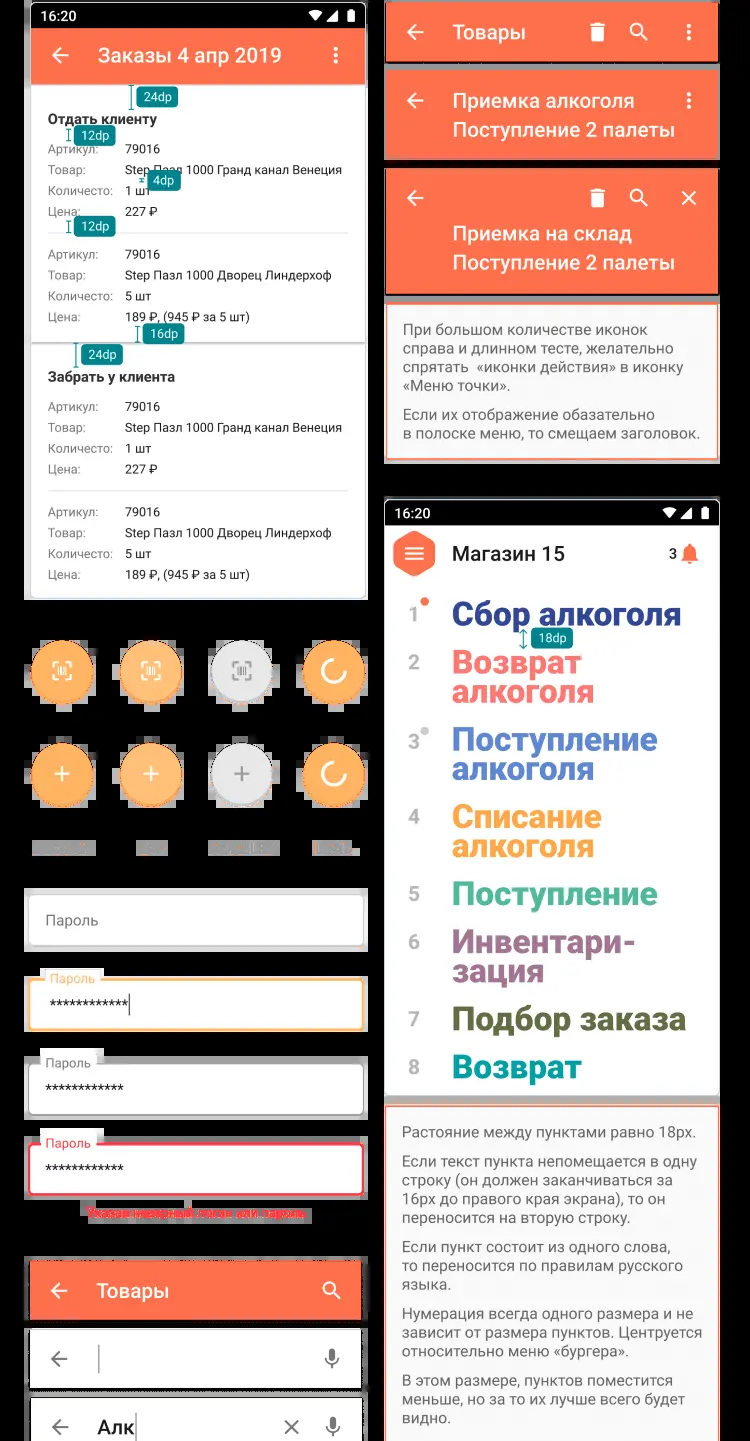 16:20
Заказы 4 апр 2019
24dp
Отдать клиенту
12dp
Артикул: 79016
Товар: Step Пазл 1000 Гранд канал Венеция
4dp
Количесто: 1 шт
Цена: 227 ₽
12dp
Артикул: 79016
Товар: Step Пазл 1000 Дворец Линдерхоф
Количесто: 5 шт
Цена: 189 ₽, (945 ₽ за 5 шт)
16dp
24dp
Забрать у клиента
Артикул: 79016
Товар: Step Пазл 1000 Гранд канал Венеция
Количесто: 1 шт
Цена: 227 ₽
Артикул: 79016
Товар: Step Пазл 1000 Дворец Линдерхоф
Количесто: 5 шт
Цена: 189 ₽, (945 ₽ за 5 шт)
Пароль
Пароль
************
Пароль
************
Пароль
************
Товары
Алк
Товары
Приемка алкоголя
Поступление 2 палеты
Приемка на склад
Поступление 2 палеты
При большом количестве иконок
справа и длинном тесте, желательно
спрятать «иконки действия» в иконку
«Меню точки».
Если их отображение обазательно
в полоске меню, то смещаем заголовок.
16:20
Магазин 15
3
1 Сбор алкоголя
18dp
2 Возврат
алкоголя
3 Поступление
алкоголя
4 Списание
алкоголя
5 Поступление
6 Инвентари-
зация
7 Подбор заказа
8 Возврат
Растояние между пунктами равно 18px.
Если текст пункта непомещается в одну
строку (он должен заканчиваться за
16px до правого края экрана), то он
переносится на вторую строку.
Если пункт состоит из одного слова,
то переносится по правилам русского
языка.
Нумерация всегда одного размера и не
зависит от размера пунктов. Центруется
относительно меню «бургера».
В этом размере, пунктов поместится
меньше, но за то их лучше всего будет
видно.